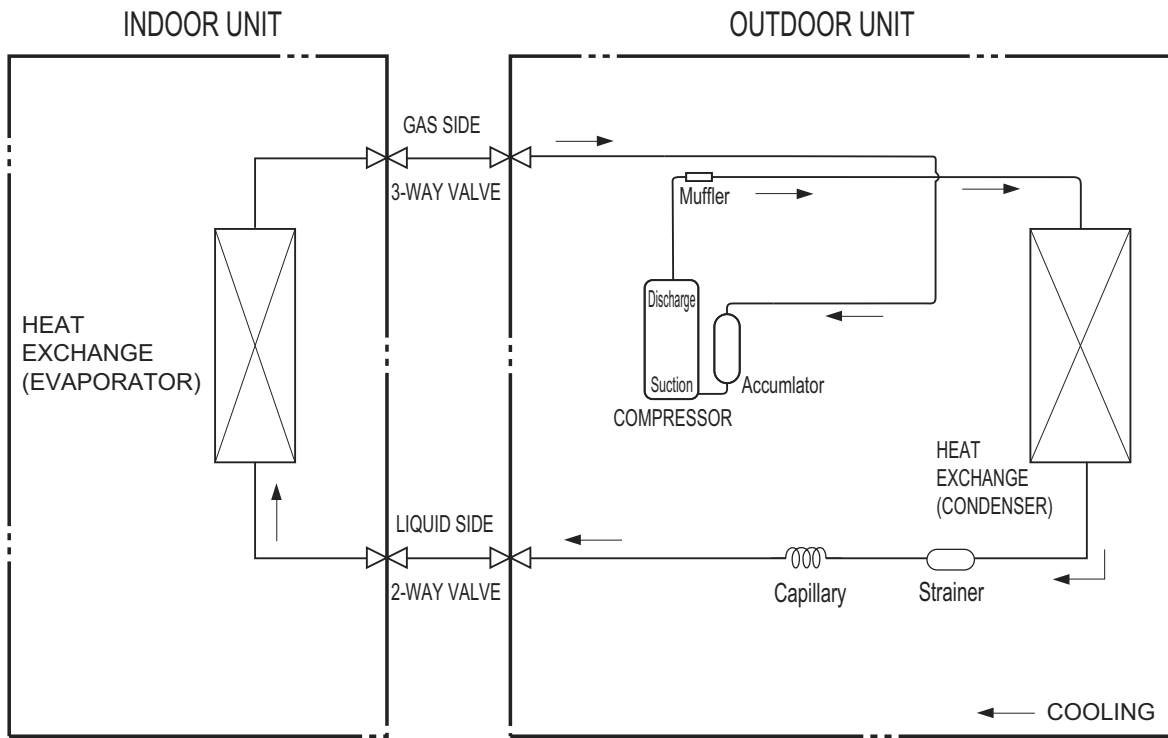 INDOOR UNIT
OUTDOOR UNIT
GAS SIDE
3-WAY VALVE
Muffler
HEAT
EXCHANGE
(EVAPORATOR)
Discharge
Suction
COMPRESSOR
Accumlator
HEAT
EXCHANGE
(CONDENSER)
LIQUID SIDE
2-WAY VALVE
Capillary
Strainer
COOLING